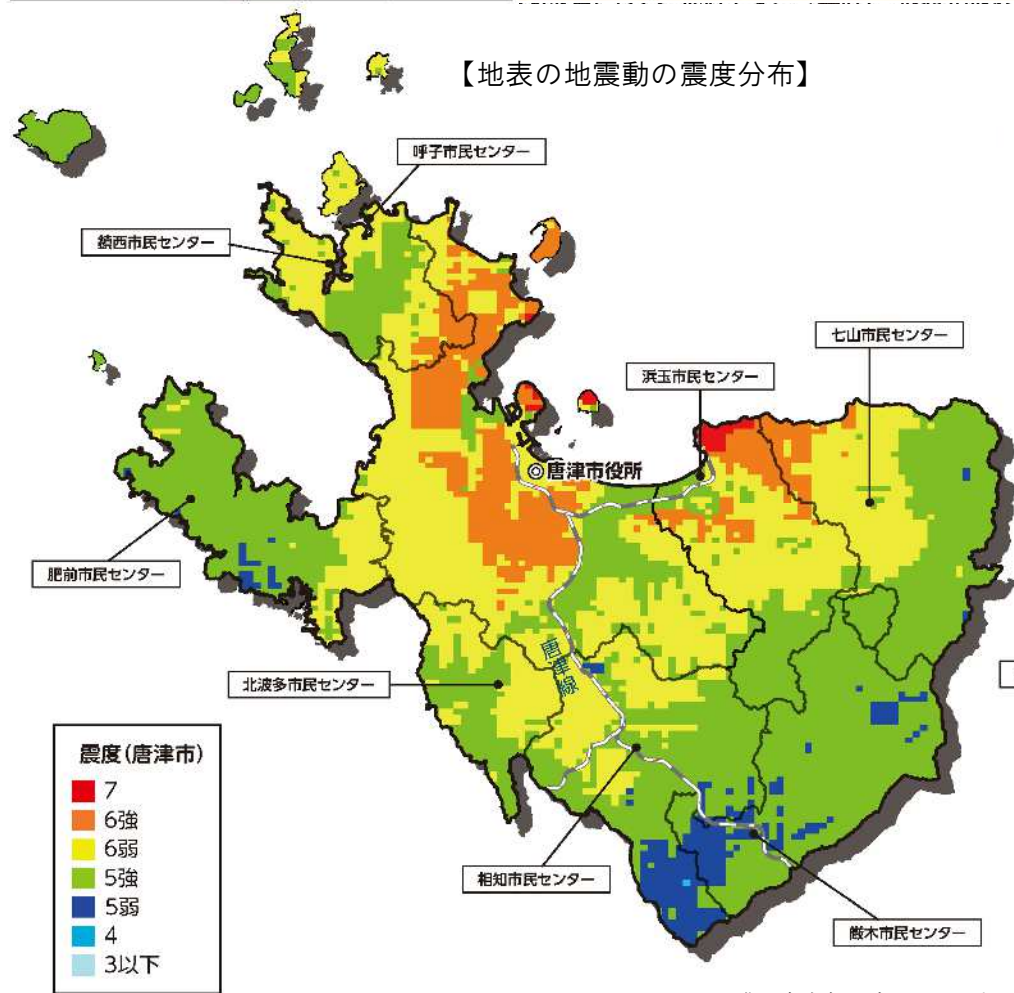 【地表の地震動の震度分布】
呼子市民センター
鎮西市民センター
七山市民センター
浜玉市民センター
◎唐津市役所
肥前市民センター
唐津線
北波多市民センター
震度(唐津市)
7
6強
6弱
5強
5弱
4
3以下
相知市民センター
厳木市民センター